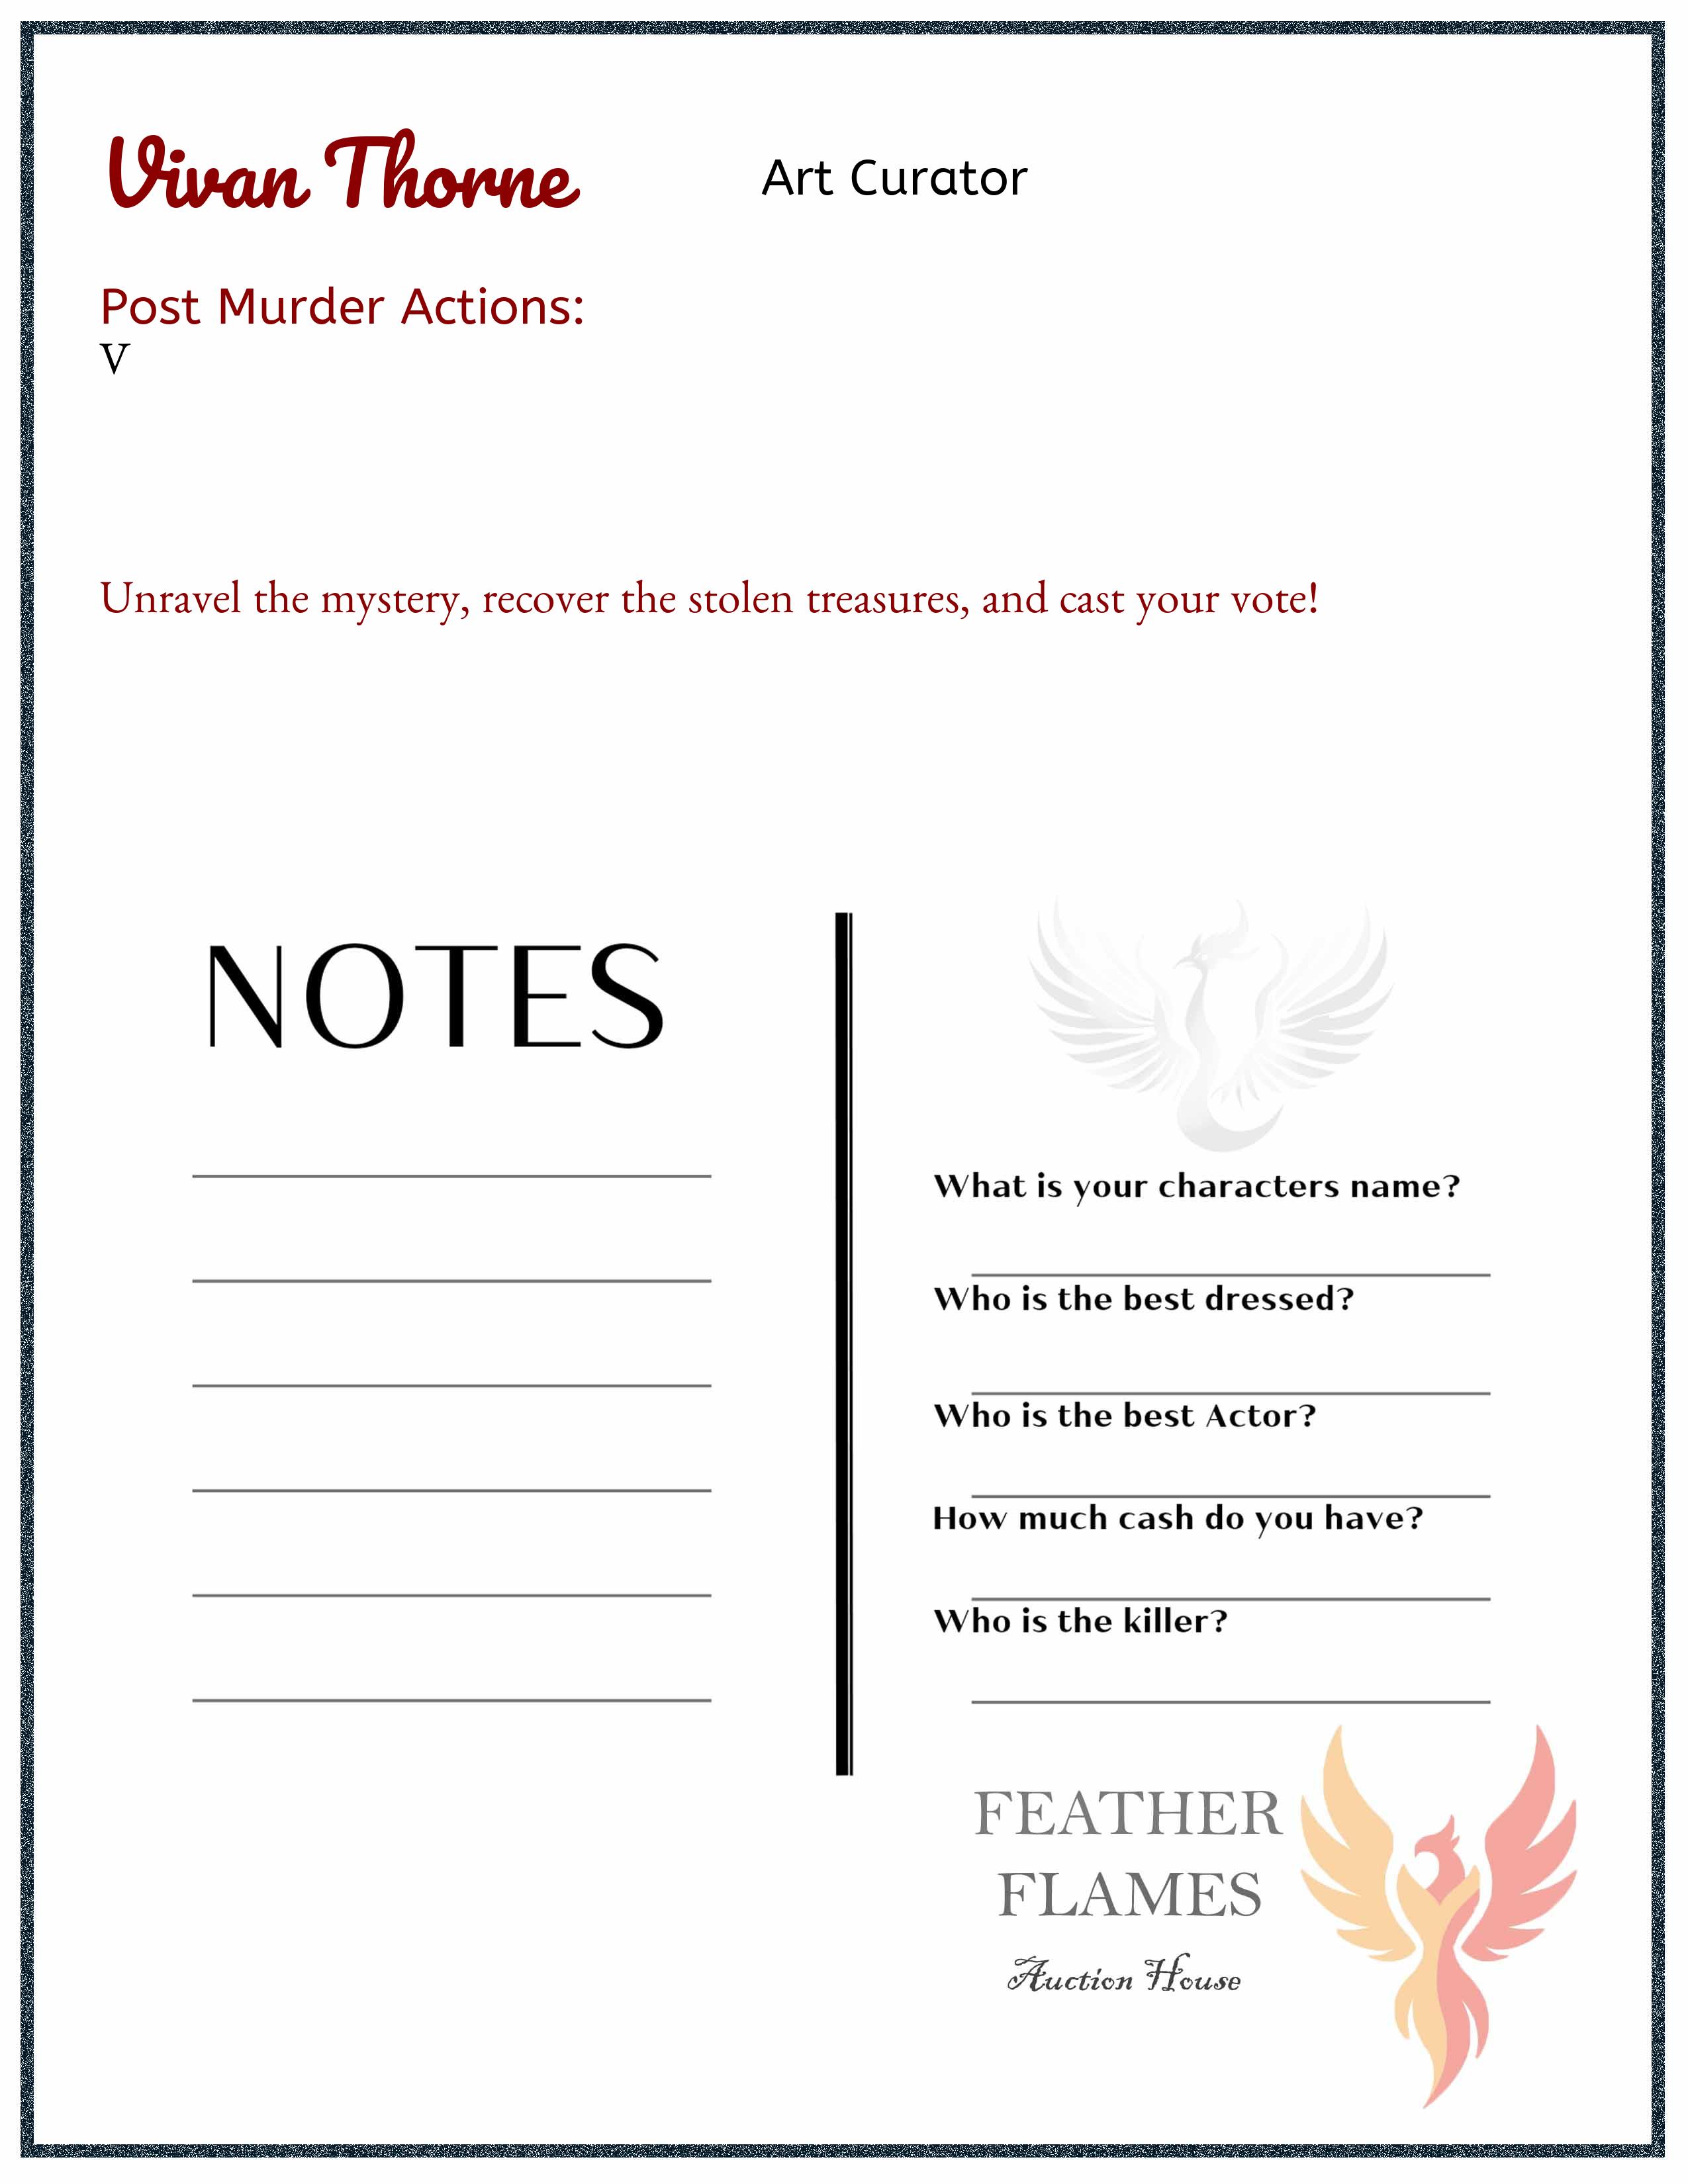 Vivan Thorne
Art Curator
Post Murder Actions:
V
Unravel the mystery, recover the stolen treasures, and cast your vote!
NOTES
What is your characters name?
Who is the best dressed?
Who is the best Actor?
How much cash do you have?
Who is the killer?
FEATHER
FLAMES
Auction House